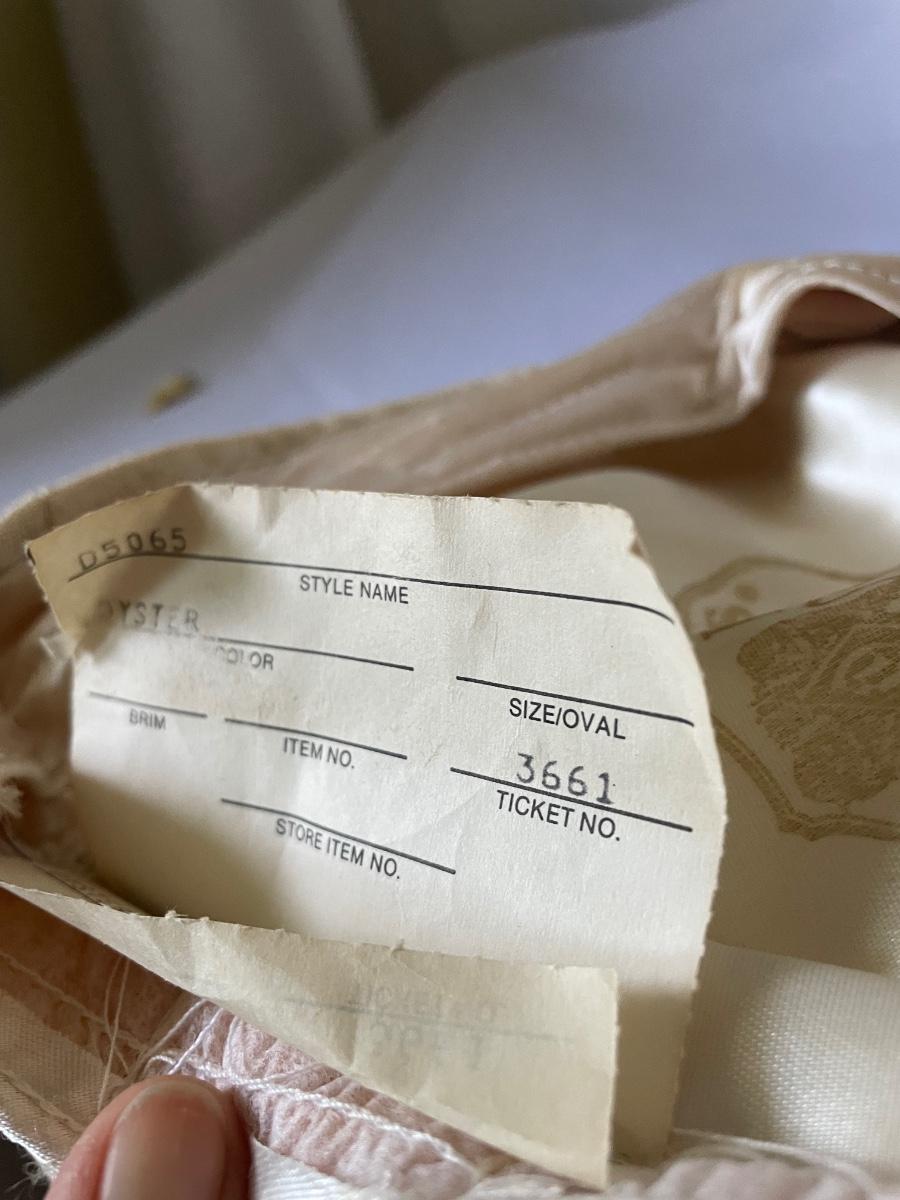 D5065
STYLE NAME
OYSTER
COLOR
SIZE/OVAL
BRIM
ITEM NO.
3661
TICKET NO.
STORE ITEM NO.